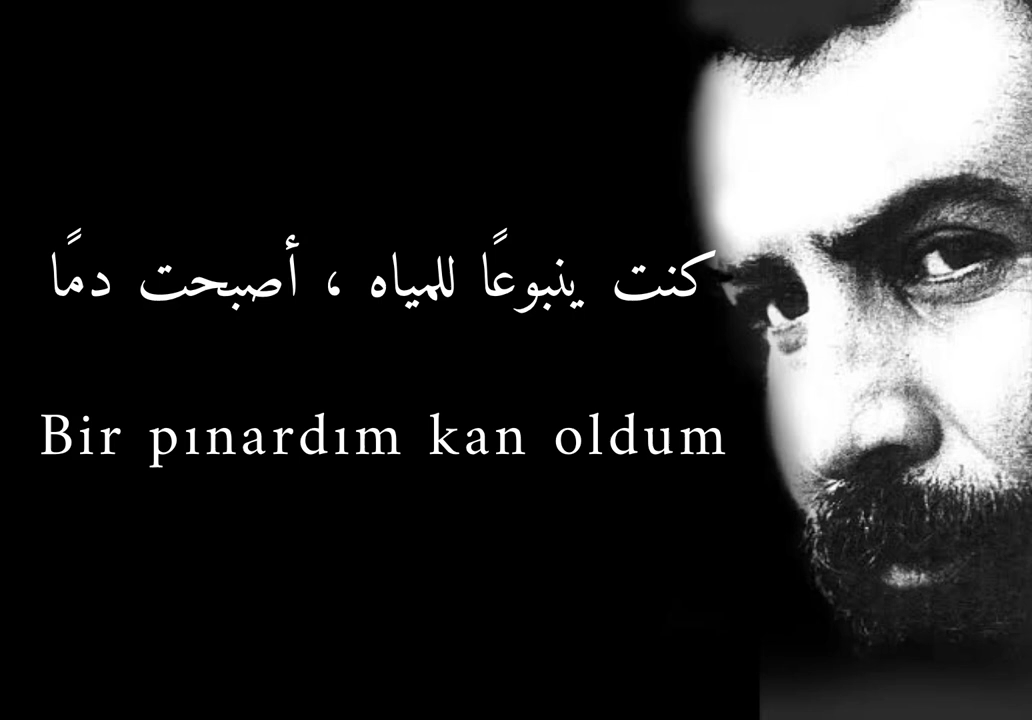 كنت ينبوعًا للمياه ، أصبحت دمًا
Bir pınardım kan oldum